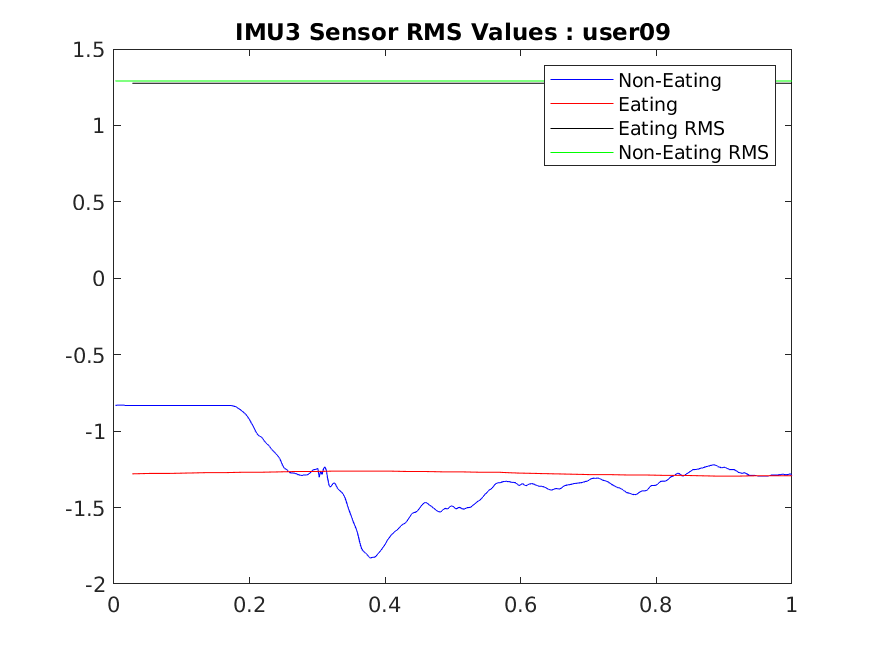 IMU3 Sensor RMS Values : user09
1.5
Non-Eating
Eating
Eating RMS
Non-Eating RMS
1
0.5
0
-0.5
-1
-1.5
-2
0 0.2 0.4 0.6 0.8 1